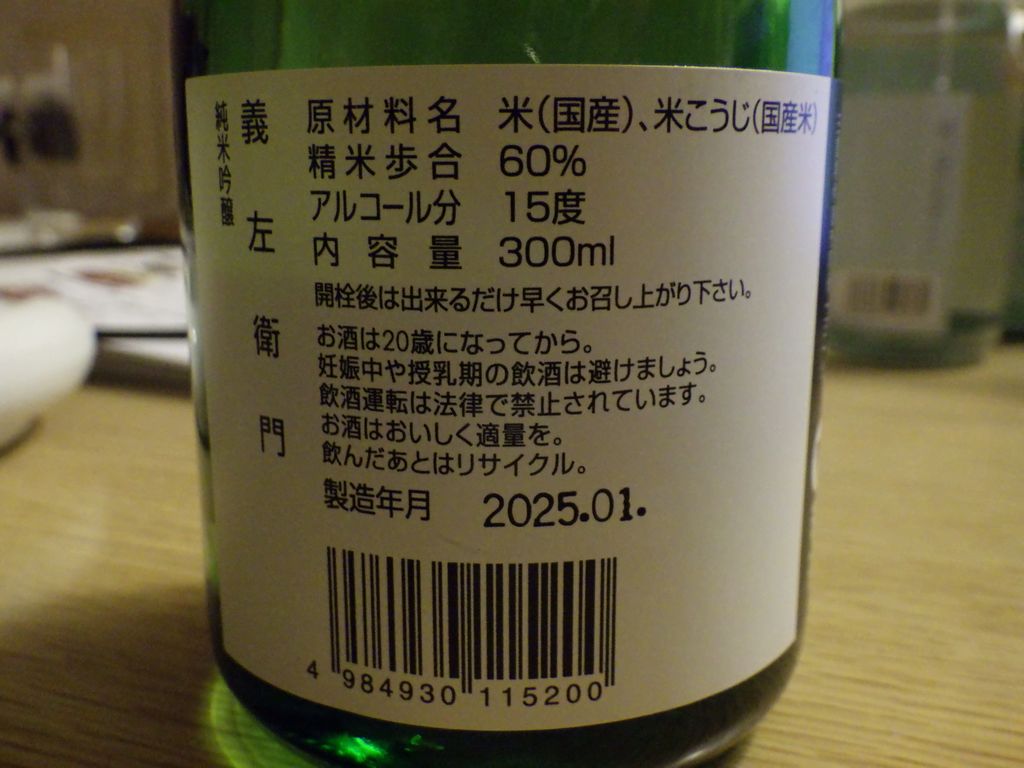 義左衛門
純米吟醸
原材料名 米(国産)、米こうじ(国産米)
精米歩合 60%
アルコール分 15度
内容量 300ml
開栓後は出来るだけ早くお召し上がり下さい。
お酒は20歳になってから。
妊娠中や授乳期の飲酒は避けましょう。
飲酒運転は法律で禁止されています。
お酒はおいしく適量を。
飲んだあとはリサイクル。
製造年月 2025.01.
4 984930 115200